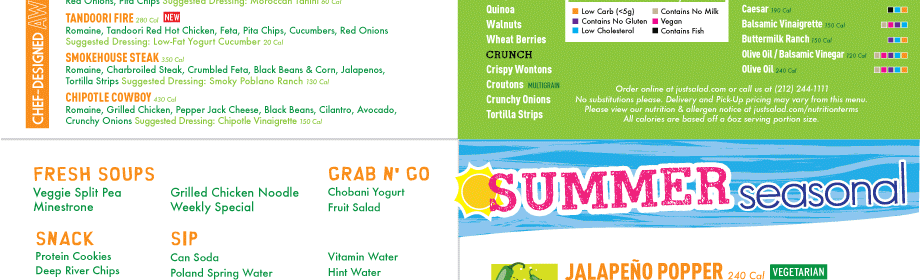 Red Onions, Pita Chips Suggested Dressing: Moroccan Tahini 60 Cal
TANDOORI FIRE 280 Cal NEW
Romaine, Tandoori Red Hot Chicken, Feta, Pita Chips, Cucumbers, Red Onions
Suggested Dressing: Low-Fat Yogurt Cucumber 20 Cal
SMOKEHOUSE STEAK 350 Cal
Romaine, Charbroiled Steak, Crumbled Feta, Black Beans & Corn, Jalapenos,
Tortilla Strips Suggested Dressing: Smoky Poblano Ranch 130 Cal
CHIPOTLE COWBOY 430 Cal
Romaine, Grilled Chicken, Pepper Jack Cheese, Black Beans, Cilantro, Avocado,
Crunchy Onions Suggested Dressing: Chipotle Vinaigrette 150 Cal
CHEF-DESIGNED
FRESH SOUPS
Veggie Split Pea
Minestrone
Grilled Chicken Noodle
Weekly Special
GRAB N' GO
Chobani Yogurt
Fruit Salad
SNACK
Protein Cookies
Deep River Chips
SIP
Can Soda
Poland Spring Water
Vitamin Water
Hint Water
Quinoa
Walnuts
Wheat Berries
CRUNCH
Crispy Wontons
Croutons MULTIGRAIN
Crunchy Onions
Tortilla Strips
Low Carb (<5g)
Contains No Gluten
Low Cholesterol
Contains No Milk
Vegan
Contains Fish
Caesar 190 Cal
Balsamic Vinaigrette 150 Cal
Buttermilk Ranch 150 Cal
Olive Oil / Balsamic Vinegar 120 Cal
Olive Oil 240 Cal
Order online at justsalad.com or call us at (212) 244-1111
No substitutions please. Delivery and Pick-Up pricing may vary from this menu.
Please view our nutrition & allergen notice at justsalad.com/nutritionterms
All calories are based off a 6oz serving portion size.
SUMMER seasonal
JALAPEÑO POPPER 240 Cal VEGETARIAN